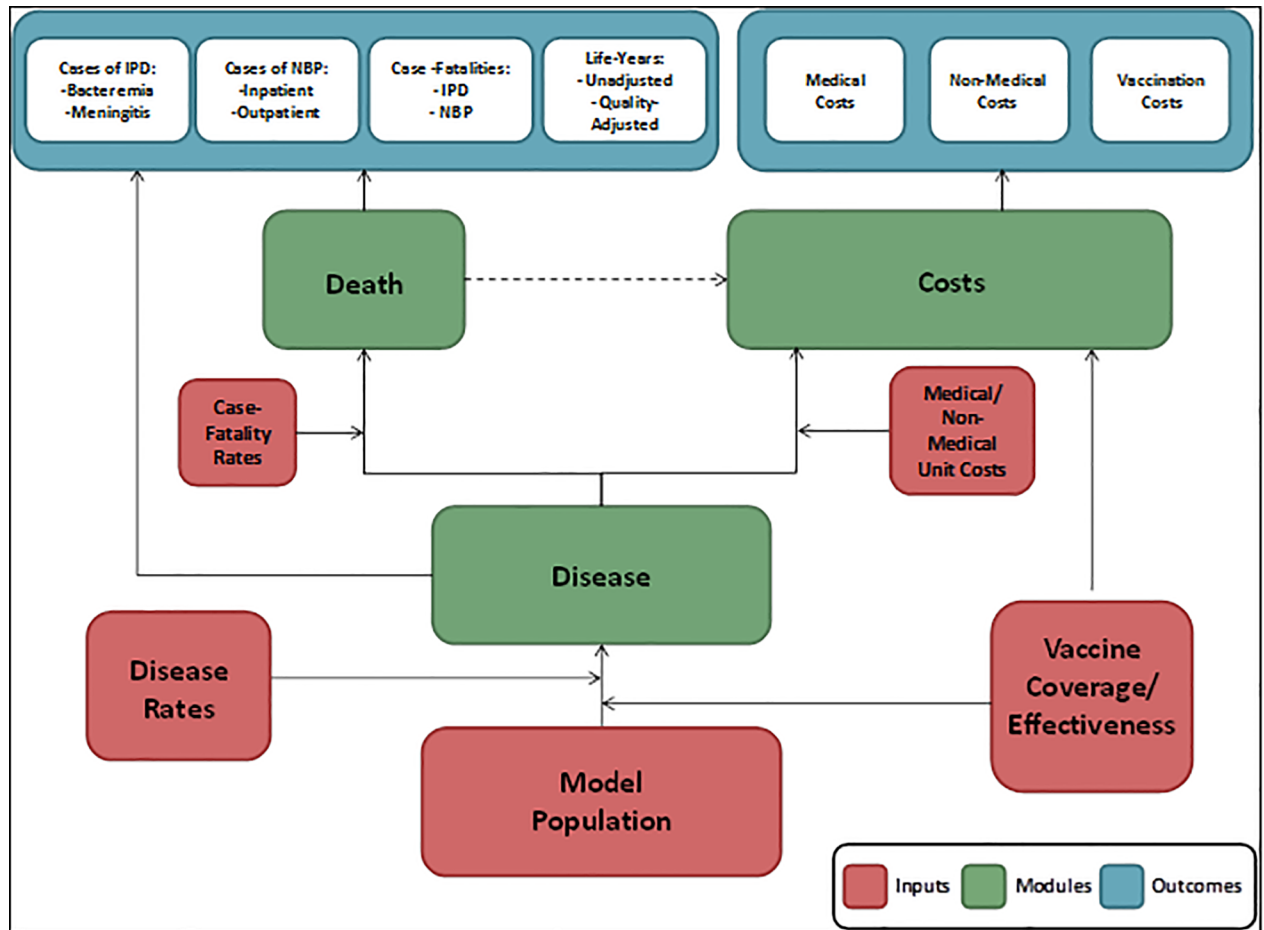 Cases of IPD:
-Bacteremia
-Meningitis
Cases of NBP:
-Inpatient
-Outpatient
Case -Fatalities:
- IPD
- NBP
Life-Years:
- Unadjusted
- Quality-
Adjusted
Medical
Costs
Non-Medical
Costs
Vaccination
Costs
Death
Costs
Case-
Fatality
Rates
Medical/
Non-
Medical
Unit Costs
Disease
Disease
Rates
Vaccine
Coverage/
Effectiveness
Model
Population
Inputs
Modules
Outcomes